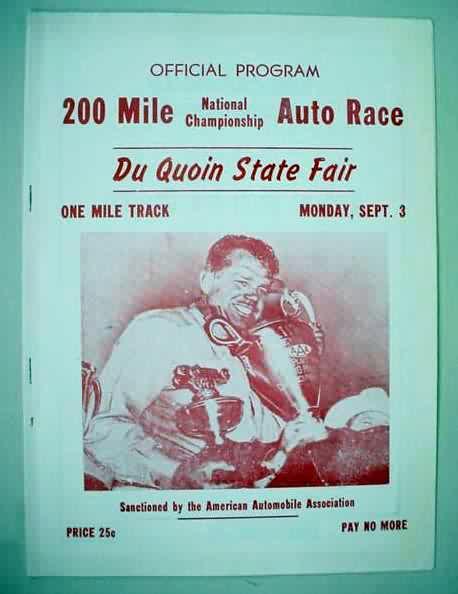 OFFICIAL PROGRAM
200 Mile National Championship Auto Race
Du Quoin State Fair
ONE MILE TRACK MONDAY, SEPT. 3
Sanctioned by the American Automobile Association
PRICE 25c PAY NO MORE